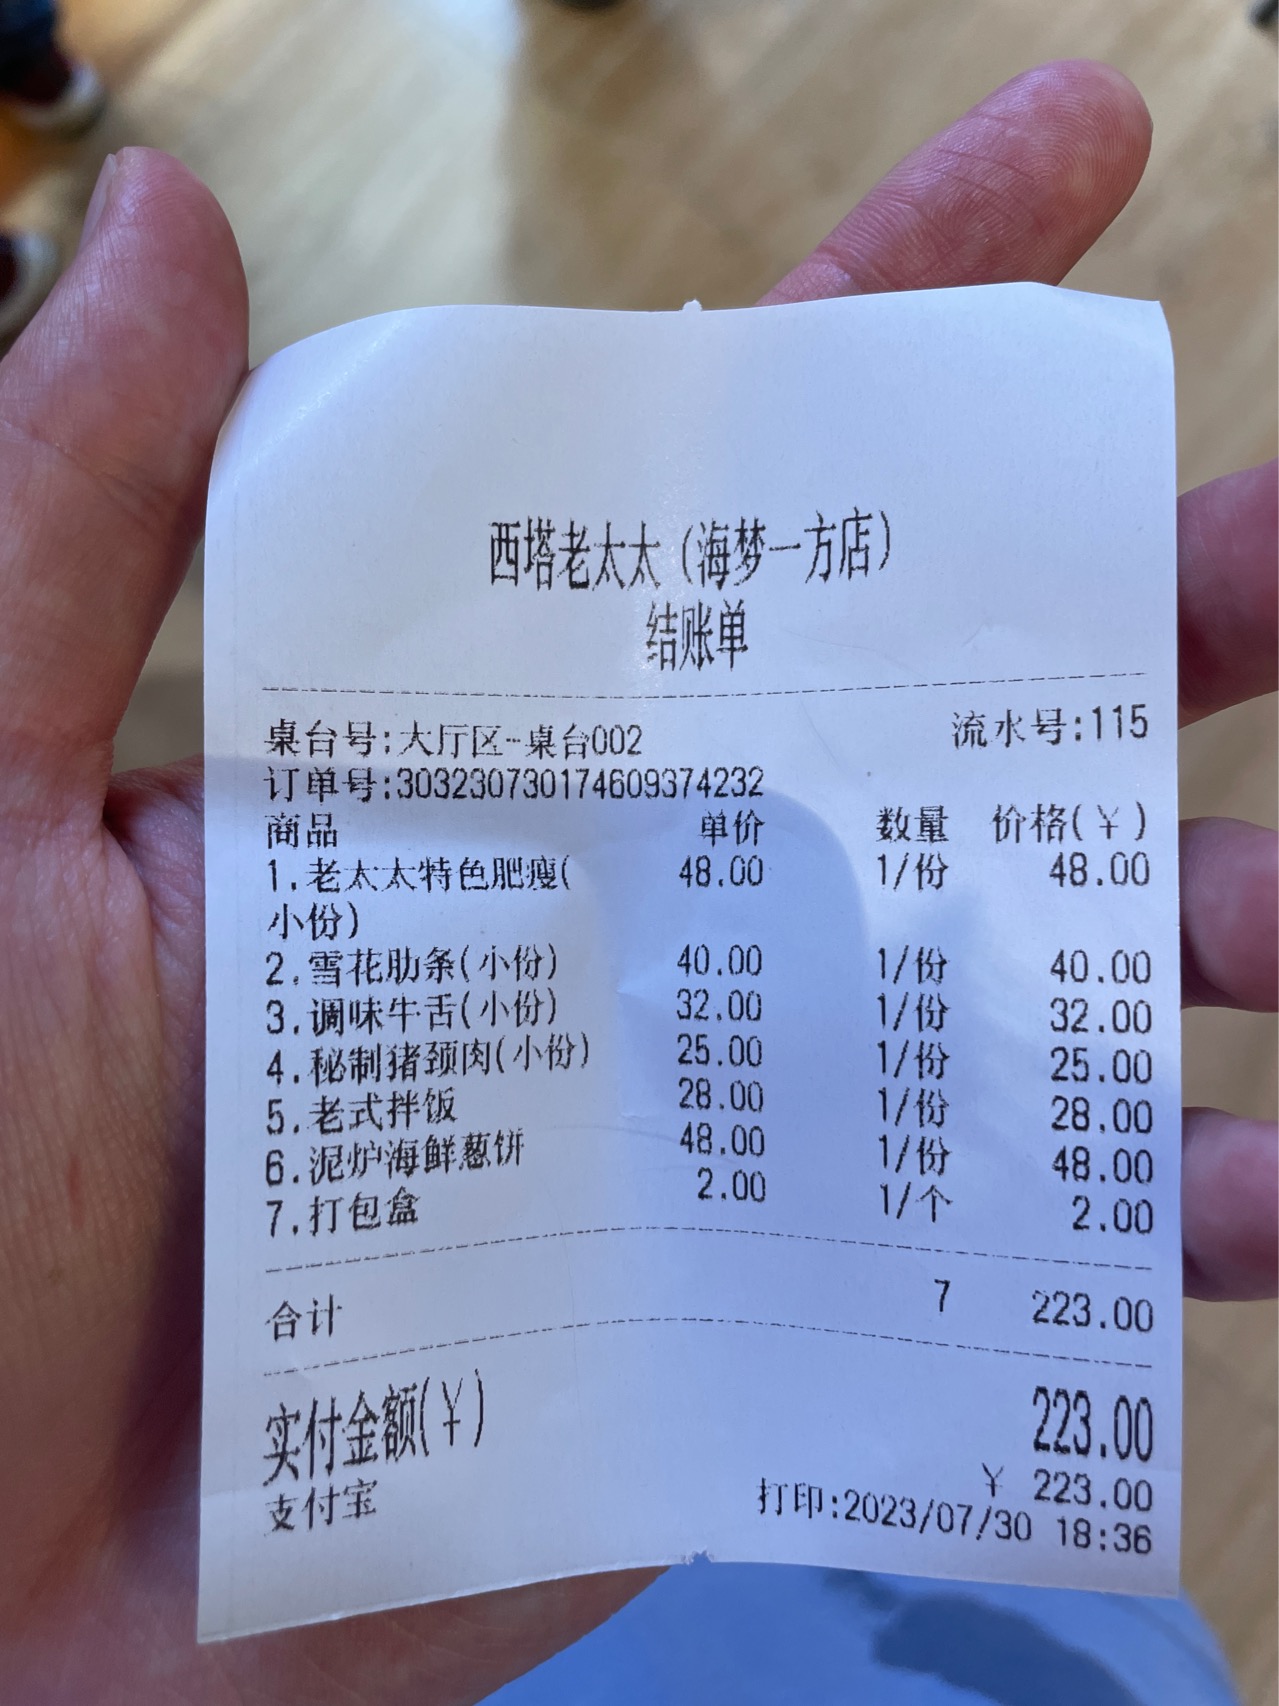 西塔老太太(海梦一方店)
结账单
桌台号:大厅区-桌台002 流水号:115
订单号:303230730174609374232
商品 单价 数量 价格(¥)
1.老太太特色肥瘦( 48.00 1/份 48.00
小份)
2.雪花肋条(小份) 40.00 1/份 40.00
3.调味牛舌(小份) 32.00 1/份 32.00
4.秘制猪颈肉(小份) 25.00 1/份 25.00
5.老式拌饭 28.00 1/份 28.00
6.泥炉海鲜葱饼 48.00 1/份 48.00
7.打包盒 2.00 1/个 2.00
合计 7 223.00
实付金额(¥) 223.00
支付宝 ¥ 223.00
打印:2023/07/30 18:36